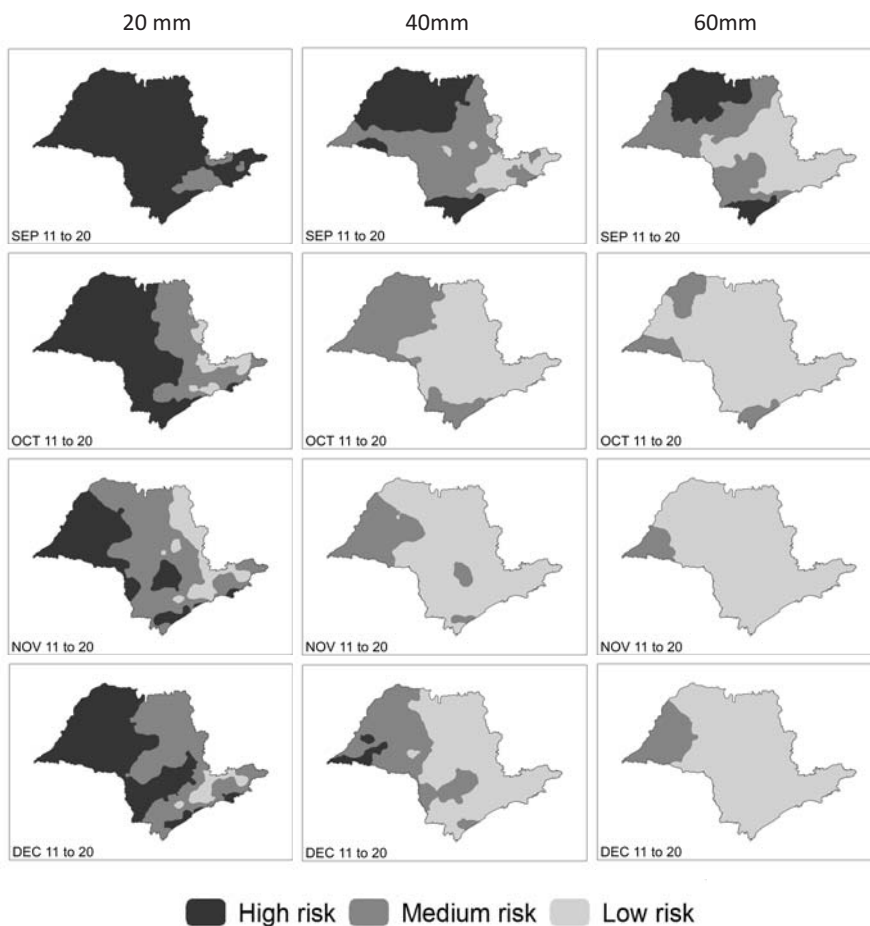 20 mm 40mm 60mm
SEP 11 to 20 SEP 11 to 20 SEP 11 to 20
OCT 11 to 20 OCT 11 to 20 OCT 11 to 20
NOV 11 to 20 NOV 11 to 20 NOV 11 to 20
DEC 11 to 20 DEC 11 to 20 DEC 11 to 20
High risk Medium risk Low risk